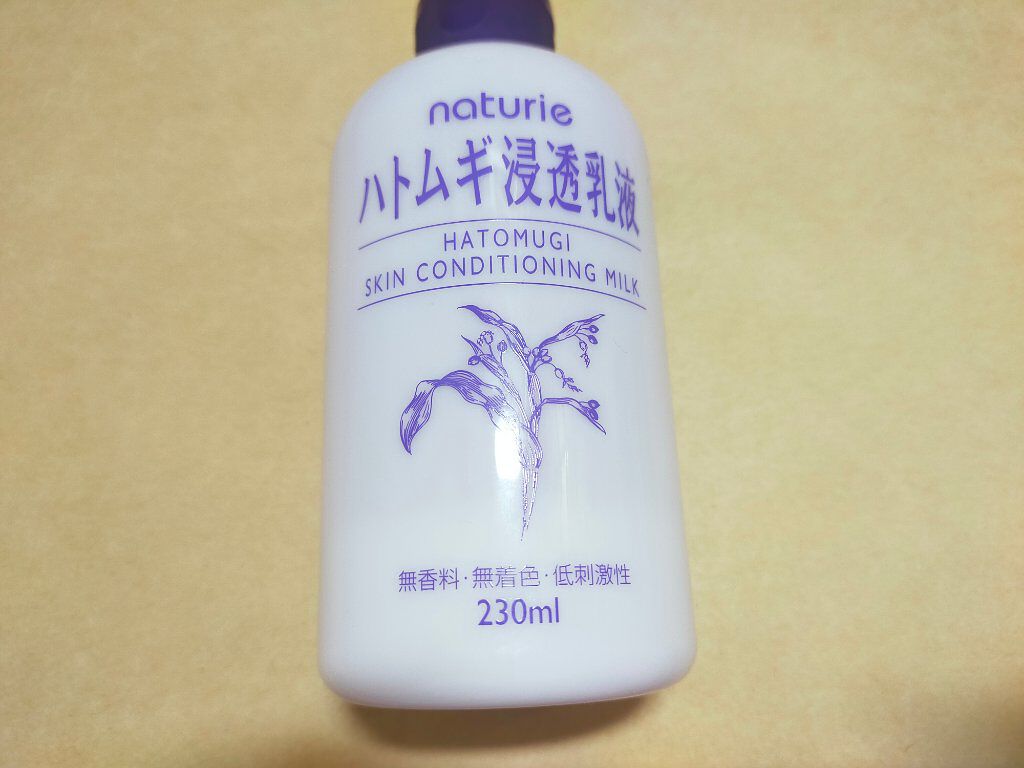 naturie
ハトムギ浸透乳液
HATOMUGI
SKIN CONDITIONING MILK
無香料・無着色・低刺激性
230ml